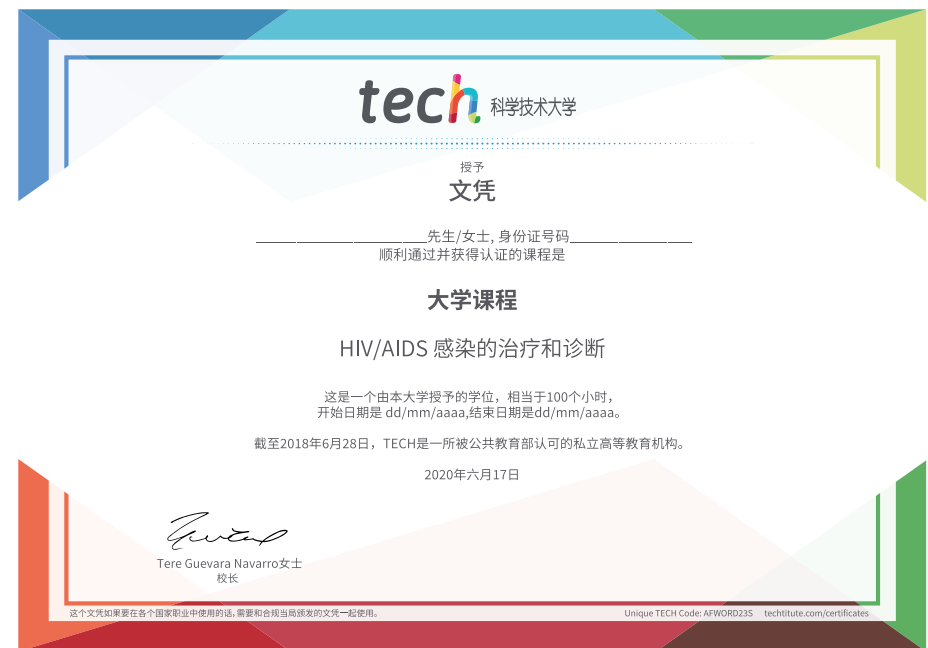 tech 科学技术大学
授予
文凭
____________________先生/女士, 身份证号码______________
顺利通过并获得认证的课程是
大学课程
HIV/AIDS 感染的治疗和诊断
这是一个由本大学授予的学位，相当于100个小时，
开始日期是 dd/mm/aaaa,结束日期是dd/mm/aaaa。
截至2018年6月28日，TECH是一所被公共教育部认可的私立高等教育机构。
2020年六月17日
Tere Guevara Navarro女士
校长
这个文凭如果要在各个国家职业中使用的话,需要和合规当局颁发的文凭一起使用。
Unique TECH Code: AFWORD23S techtitute.com/certificates